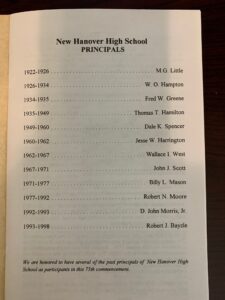 New Hanover High School
PRINCIPALS
1922-1926 M.G. Little
1926-1934 W. O. Hampton
1934-1935 Fred W. Greene
1935-1949 Thomas T. Hamilton
1949-1960 Dale K. Spencer
1960-1962 Jesse W. Harrington
1962-1967 Wallace I. West
1967-1971 John J. Scott
1971-1977 Billy L. Mason
1977-1992 Robert N. Moore
1992-1993 D. John Morris, Jr.
1993-1998 Robert J. Bayzle
We are honored to have several of the past principals of New Hanover High
School as participants in this 75th commencement.